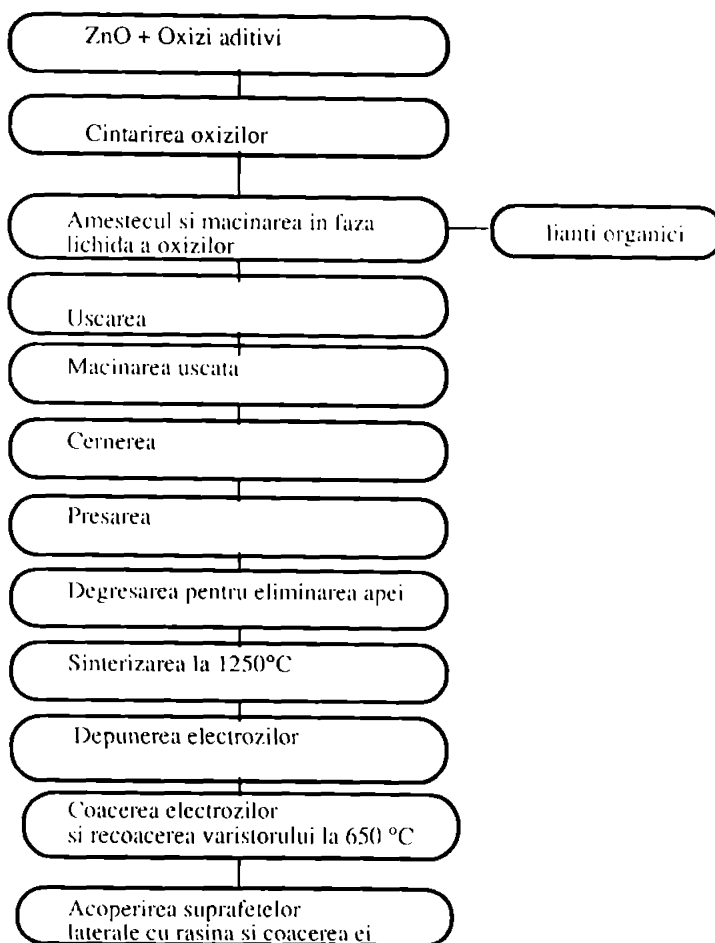 ZnO + Oxizi aditivi
Cintarirea oxizilor
Amestecul si macinarea in faza
lichida a oxizilor
lianti organici
Uscarea
Macinarea uscata
Cernerea
Presarea
Degresarea pentru eliminarea apei
Sinterizarea la 1250°C
Depunerea electrozilor
Coacerea electrozilor
si recoacerea varistorului la 650 °C
Acoperirea suprafetelor
laterale cu rasina si coacerea ei